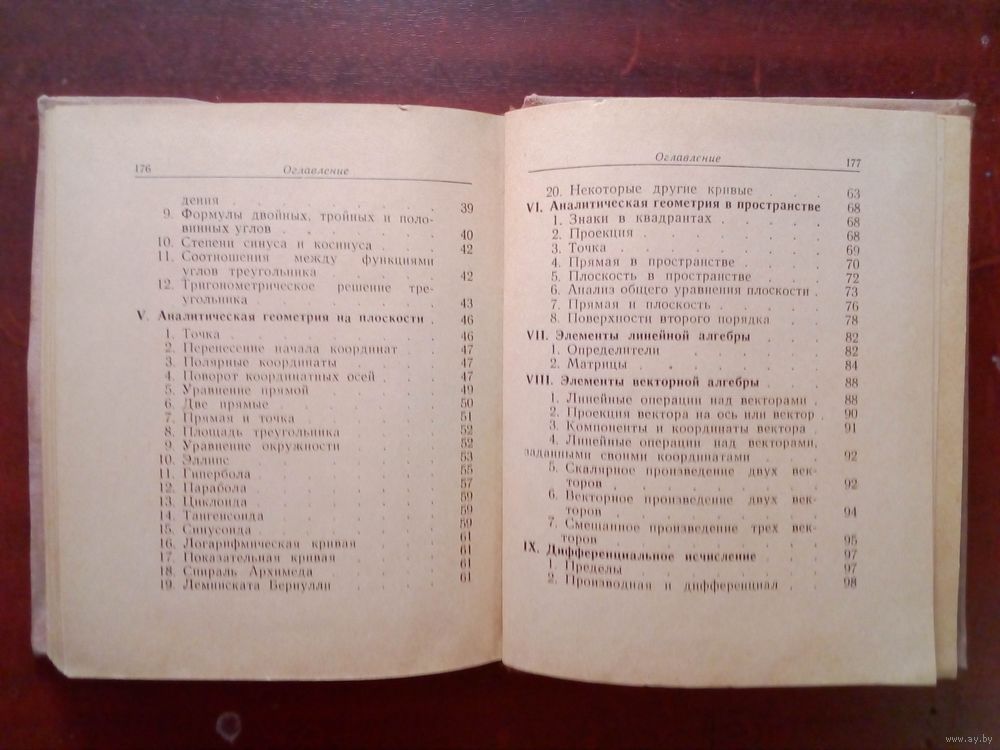 176 Оглавление
дения 39
9. Формулы двойных, тройных и поло-
винных углов . . . . . . 40
10. Степени синуса и косинуса . . . 42
11. Соотношения между функциями
углов треугольника . . . . 42
12. Тригонометрическое решение тре-
угольника . . . . . . . 43
V. Аналитическая геометрия на плоскости . 46
1. Точка . . . . . . . . 46
2. Перенесение начала координат . . 47
3. Полярные координаты . . . . 47
4. Поворот координатных осей . . . 47
5. Уравнение прямой . . . . . 49
6. Две прямые . . . . . . 50
7. Прямая и точка . . . . . 51
8. Площадь треугольника . . . . 52
9. Уравнение окружности . . . . 52
10. Эллипс . . . . . . . 53
11. Гипербола . . . . . . . 55
12. Парабола . . . . . . . 57
13. Циклоида . . . . . . . 59
14. Тангенсоида . . . . . . 59
15. Синусоида . . . . . . . 59
16. Логарифмическая кривая . . . 61
17. Показательная кривая . . . . 61
18. Спираль Архимеда . . . . . 61
19. Лемниската Бернулли . . . . 61
Оглавление 177
20. Некоторые другие кривые . . . 63
VI. Аналитическая геометрия в пространстве 68
1. Знаки в квадрантах . . . . . 68
2. Проекция . . . . . . . 68
3. Точка . . . . . . . . 69
4. Прямая в пространстве . . . . 70
5. Плоскость в пространстве . . . 72
6. Анализ общего уравнения плоскости . 73
7. Прямая и плоскость . . . . . 76
8. Поверхности второго порядка . . 78
VII. Элементы линейной алгебры . . . 82
1. Определители . . . . . . 82
2. Матрицы . . . . . . . 84
VIII. Элементы векторной алгебры . . . 88
1. Линейные операции над векторами . 88
2. Проекция вектора на ось или вектор . 90
3. Компоненты и координаты вектора . 91
4. Линейные операции над векторами,
заданными своими координатами . . . 92
5. Скалярное произведение двух век-
торов . . . . . . . . 92
6. Векторное произведение двух век-
торов . . . . . . . . 94
7. Смешанное произведение трех век-
торов . . . . . . . . 95
IX. Дифференциальное исчисление . . . 97
1. Пределы . . . . . . . 97
2. Производная и дифференциал . . 98
www.ay.by